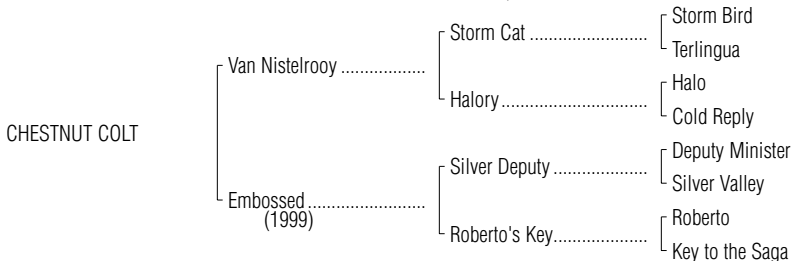 Storm Bird
Storm Cat ........................
Terlingua
Van Nistelrooy ..................
Halo
Halory..............................
Cold Reply
CHESTNUT COLT
Deputy Minister
Silver Deputy ...................
Silver Valley
Embossed........................
(1999)
Roberto
Roberto's Key...................
Key to the Saga